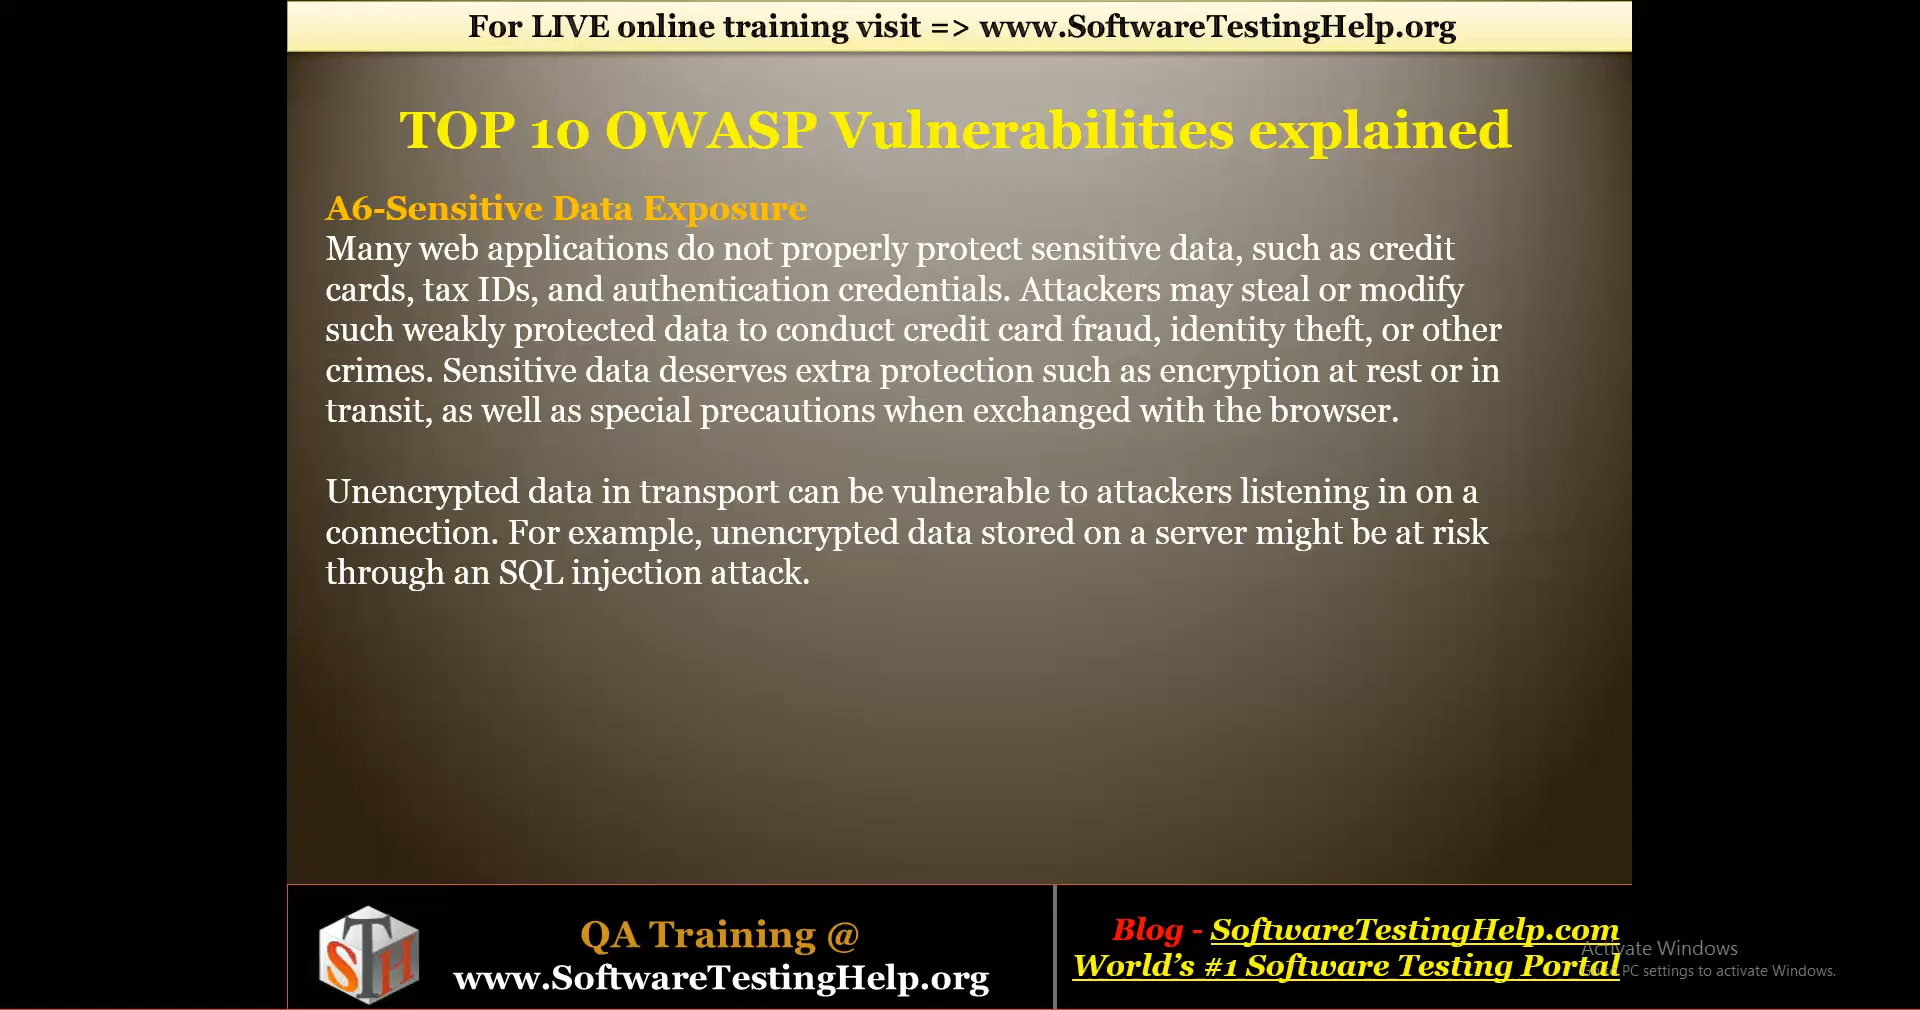 For LIVE online training visit => www.SoftwareTestingHelp.org
TOP 10 OWASP Vulnerabilities explained
A6-Sensitive Data Exposure
Many web applications do not properly protect sensitive data, such as credit
cards, tax IDs, and authentication credentials. Attackers may steal or modify
such weakly protected data to conduct credit card fraud, identity theft, or other
crimes. Sensitive data deserves extra protection such as encryption at rest or in
transit, as well as special precautions when exchanged with the browser.
Unencrypted data in transport can be vulnerable to attackers listening in on a
connection. For example, unencrypted data stored on a server might be at risk
through an SQL injection attack.
STH
QA Training @
www.SoftwareTestingHelp.org
Blog - SoftwareTestingHelp.com
World's #1 Software Testing Portal
Activate Windows
PC settings to activate Windows.